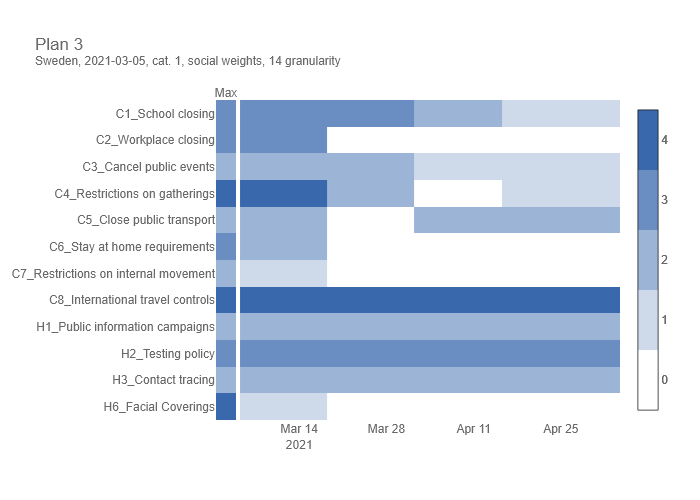 Plan 3
Sweden, 2021-03-05, cat. 1, social weights, 14 granularity
Max
C1_School closing
C2_Workplace closing
C3_Cancel public events
C4_Restrictions on gatherings
C5_Close public transport
C6_Stay at home requirements
C7_Restrictions on internal movement
C8_International travel controls
H1_Public information campaigns
H2_Testing policy
H3_Contact tracing
H6_Facial Coverings
Mar 14 Mar 28 Apr 11 Apr 25
2021
4
3
2
1
0